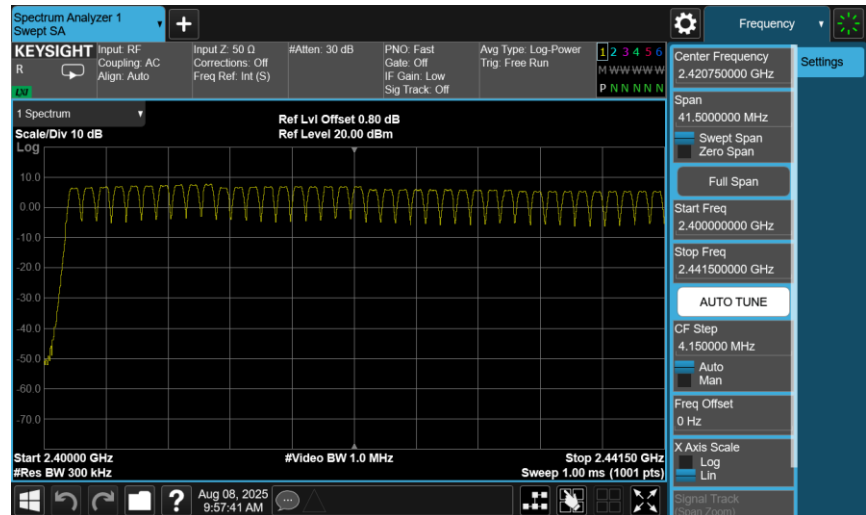 Spectrum Analyzer 1
Swept SA
Frequency
KEYSIGHT
R
LXI
Input: RF
Coupling: AC
Align: Auto
Input Z: 50 Ω
Corrections: Off
Freq Ref: Int (S)
#Atten: 30 dB
PNO: Fast
Gate: Off
IF Gain: Low
Sig Track: Off
Avg Type: Log-Power
Trig: Free Run
1 2 3 4 5 6
M W W W W W
P N N N N N
1 Spectrum
Scale/Div 10 dB
Log
Ref Lvl Offset 0.80 dB
Ref Level 20.00 dBm
10.0
0.00
-10.0
-20.0
-30.0
-40.0
-50.0
-60.0
-70.0
Start 2.40000 GHz
#Res BW 300 kHz
#Video BW 1.0 MHz
Stop 2.44150 GHz
Sweep 1.00 ms (1001 pts)
?
Aug 08, 2025
9:57:41 AM
Center Frequency
2.420750000 GHz
Span
41.5000000 MHz
Swept Span
Zero Span
Full Span
Start Freq
2.400000000 GHz
Stop Freq
2.441500000 GHz
AUTO TUNE
CF Step
4.150000 MHz
Auto
Man
Freq Offset
0 Hz
X Axis Scale
Log
Lin
Signal Track
(Span Zoom)
Settings